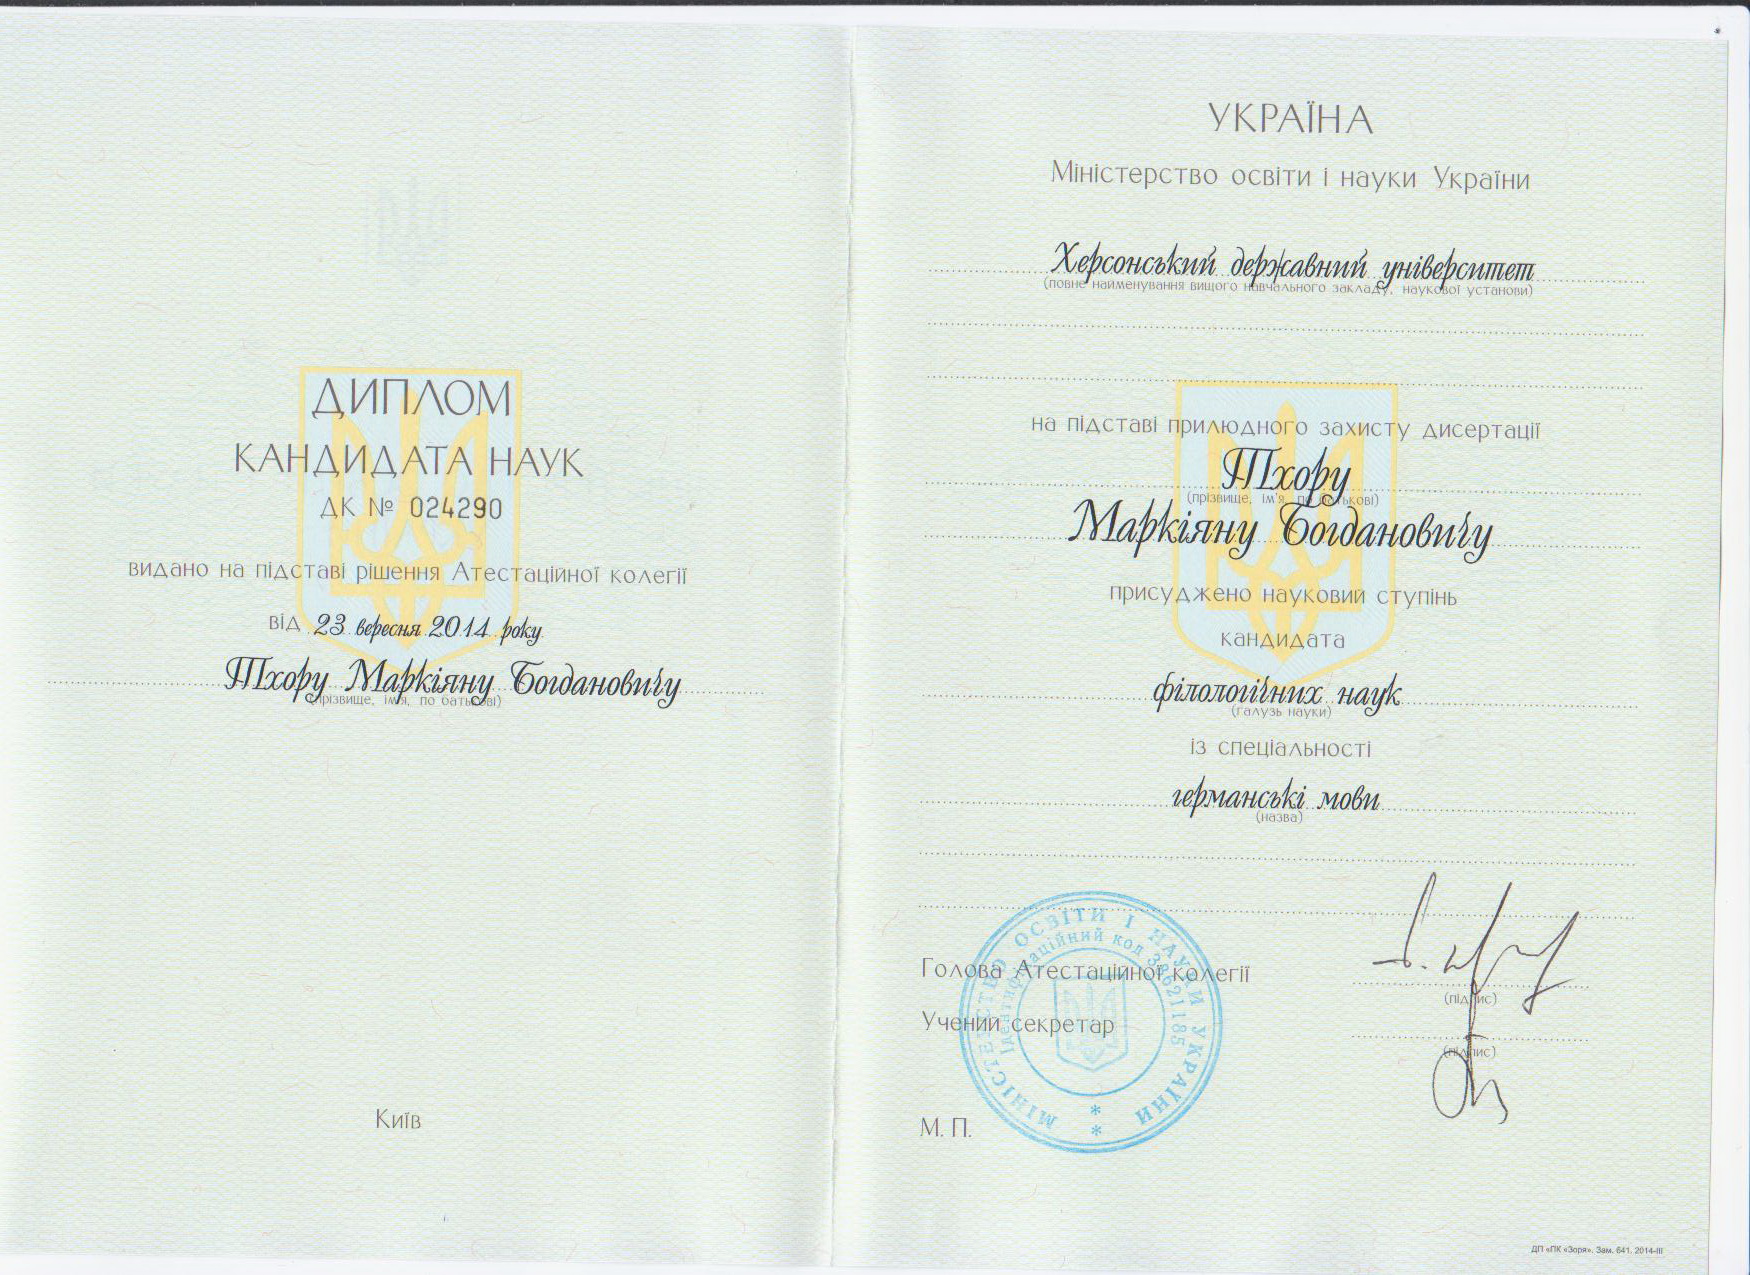 ДИПЛОМ
КАНДИДАТА НАУК
ДК № 024290
видано на підставі рішення Атестаційної колегії
від 23 вересня 2014 року
Тхору Маркіяну Богдановичу
(прізвище, ім'я, по батькові)
Київ
УКРАЇНА
Міністерство освіти і науки України
Херсонський державний університет
(повне найменування вищого навчального закладу, наукової установи)
на підставі прилюдного захисту дисертації
Тхору
(прізвище, ім'я, по батькові)
Маркіяну Богдановичу
присуджено науковий ступінь
кандидата
філологічних наук
(галузь науки)
із спеціальності
германські мови
(назва)
Голова Атестаційної колегії
(підпис)
Учений секретар
(підпис)
М. П.
МІНІСТЕРСТВО ОСВІТИ І НАУКИ УКРАЇНИ
Ідентифікаційний код 38621185
ДП «ПК «Зоря». Зам. 641. 2014-III